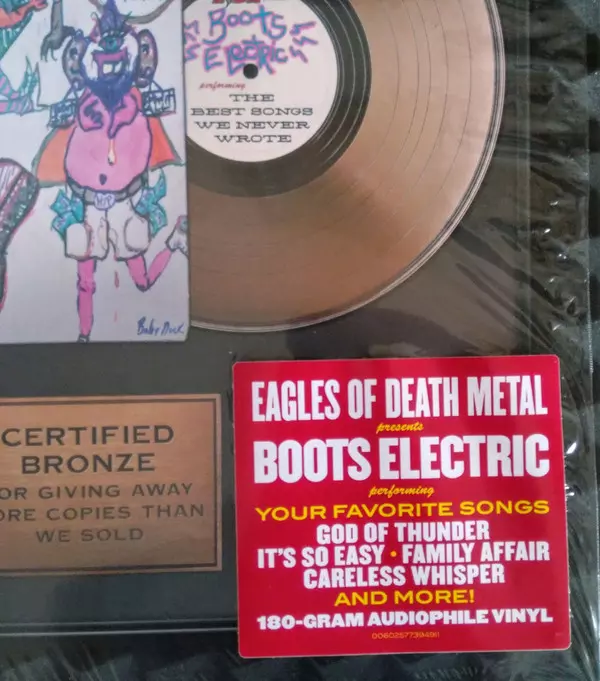 BOOTS
ELECTRIC
performing
THE
BEST SONGS
WE NEVER
WROTE
CERTIFIED
BRONZE
OR GIVING AWAY
ORE COPIES THAN
WE SOLD
EAGLES OF DEATH METAL
presents
BOOTS ELECTRIC
performing
YOUR FAVORITE SONGS
GOD OF THUNDER
IT'S SO EASY • FAMILY AFFAIR
CARELESS WHISPER
AND MORE!
180-GRAM AUDIOPHILE VINYL